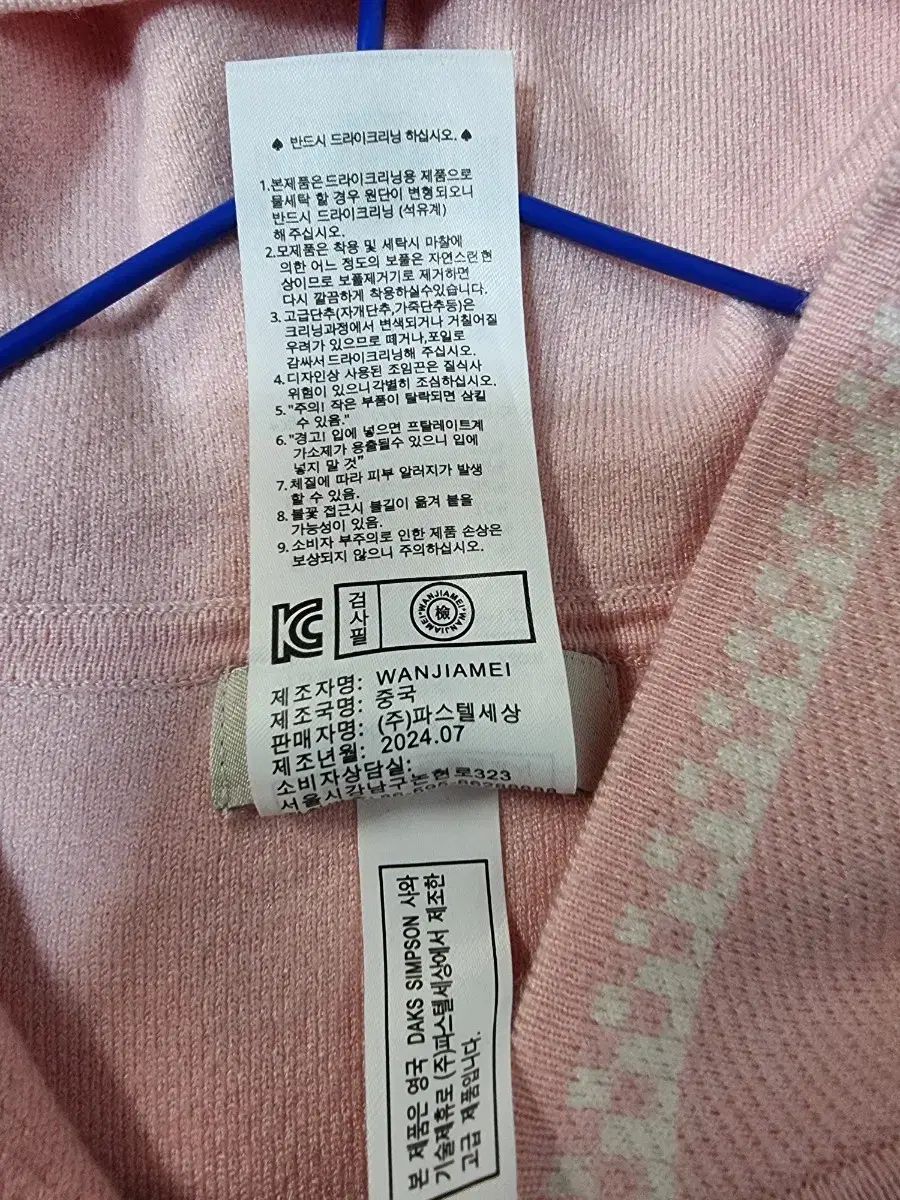 ♠ 반드시 드라이크리닝 하십시오. ♠
1.본제품은드라이크리닝용 제품으로
물세탁 할 경우 원단이 변형되오니
반드시 드라이크리닝 (석유계)
해 주십시오.
2.모제품은 착용 및 세탁시 마찰에
의한 어느 정도의 보풀은 자연스런현
상이므로 보풀제거기로 제거하면
다시 깔끔하게 착용하실수있습니다.
3.고급단추(자개단추,가죽단추등)은
크리닝과정에서 변색되거나 거칠어질
우려가 있으므로 떼거나,포일로
감싸서드라이크리닝해 주십시오.
4.디자인상 사용된 조임끈은 질식사
위험이 있으니각별히 조심하십시오.
5."주의! 작은 부품이 탈락되면 삼킬
수 있음."
6."경고! 입에 넣으면 프탈레이트계
가소제가 용출될수 있으니 입에
넣지 말 것"
7.체질에 따라 피부 알러지가 발생
할 수 있음.
8.불꽃 접근시 불길이 옮겨 붙을
가능성이 있음.
9.소비자 부주의로 인한 제품 손상은
보상되지 않으니 주의하십시오.
KC 검사필 WANJIAMEI*WANJIAMEI* 檢
제조자명: WANJIAMEI
제조국명: 중국
판매자명: (주)파스텔세상
제조년월: 2024.07
소비자상담실:
서울시각남구논현로323
본 제품은 영국 DAKS SIMPSON 사와
기술제휴로 (주)파스텔세상에서 제조한
고급 제품입니다.